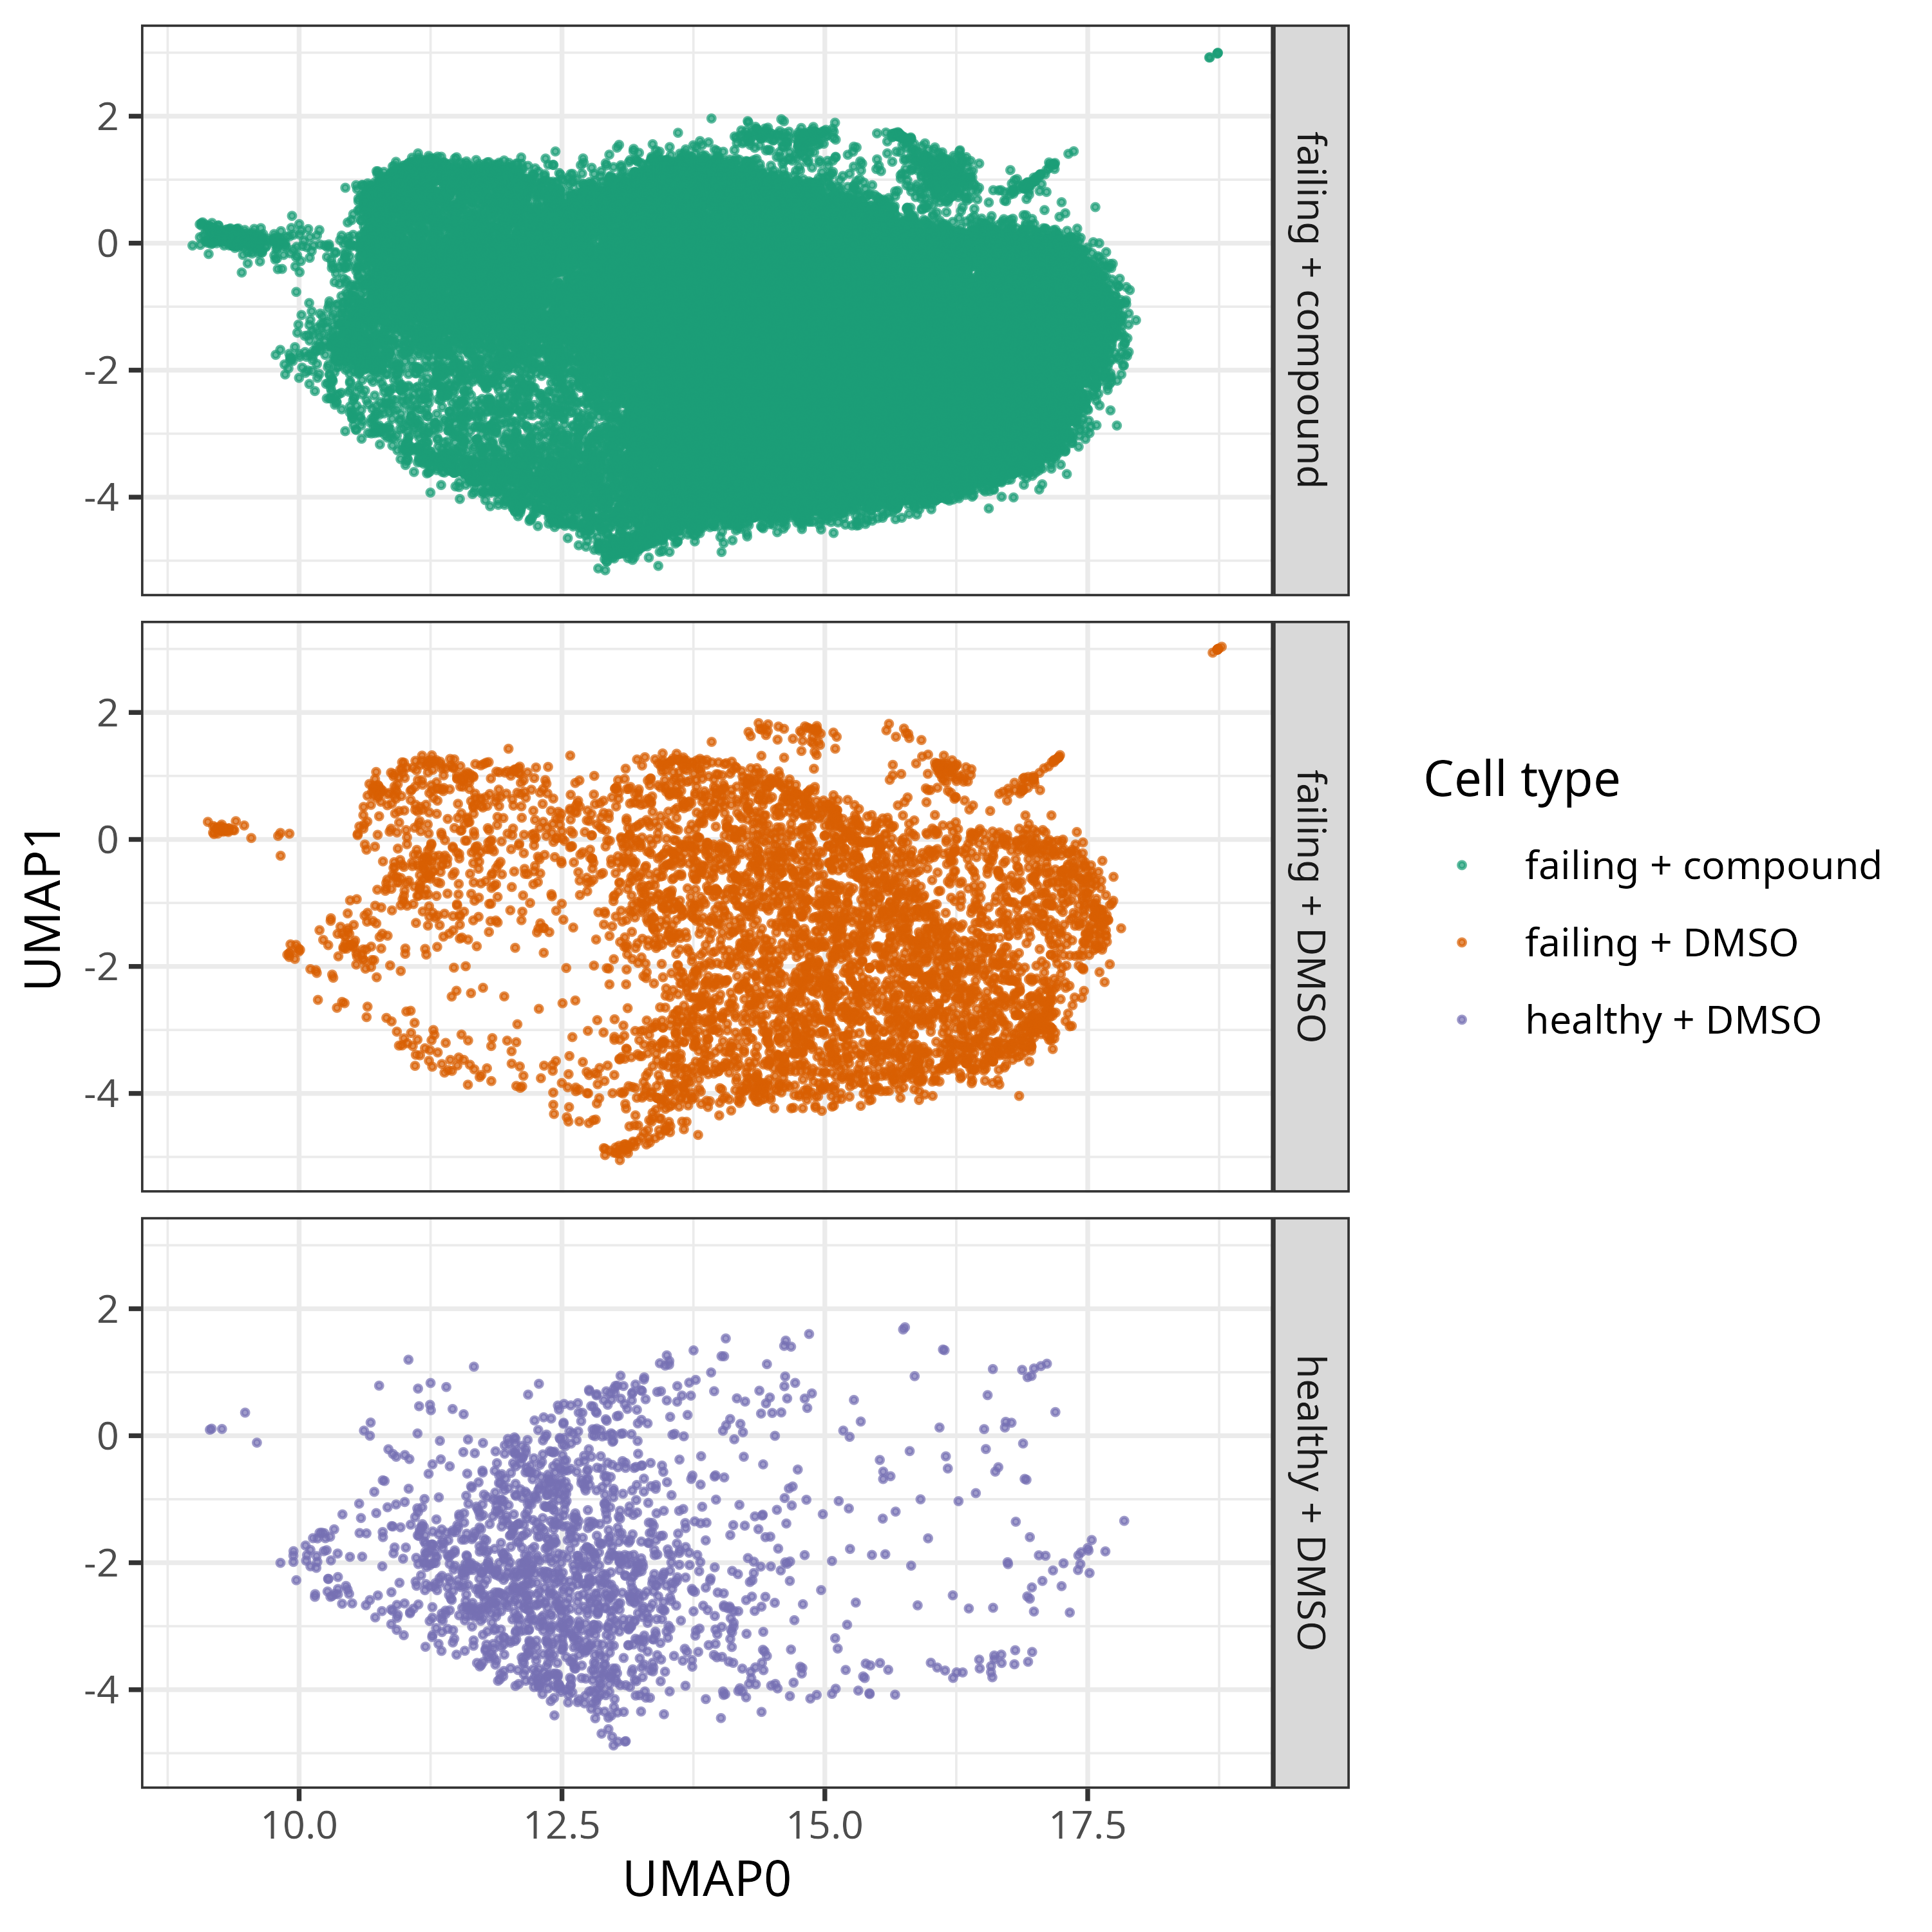 2
0
-2
-4
failing + compound
2
0
-2
-4
failing + DMSO
2
0
-2
-4
healthy + DMSO
10.0 12.5 15.0 17.5
UMAP0
UMAP1
Cell type
failing + compound
failing + DMSO
healthy + DMSO